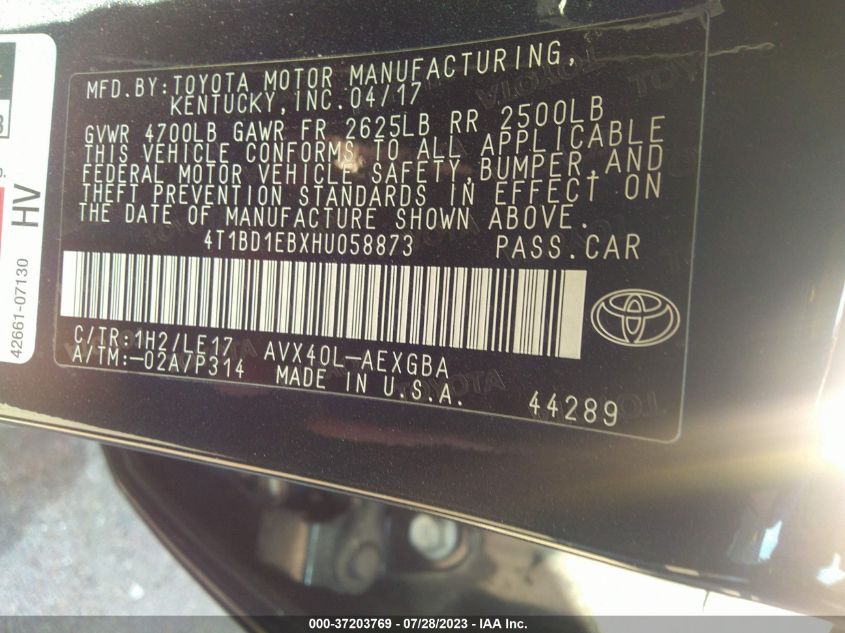 MFD.BY:TOYOTA MOTOR MANUFACTURING,
KENTUCKY,INC.04/17
GVWR 4700LB GAWR FR 2625LB RR 2500LB
THIS VEHICLE CONFORMS TO ALL APPLICABLE
FEDERAL MOTOR VEHICLE SAFETY,BUMPER,AND
THEFT PREVENTION STANDARDS IN EFFECT ON
THE DATE OF MANUFACTURE SHOWN ABOVE.
4T1BD1EBXHU058873 PASS.CAR
C/TR:1H2/LE17 AVX40L-AEXGBA
A/TM:-02A/P314 MADE IN U.S.A.
44289
HV
42661-07130
000-37203769 - 07/28/2023 - IAA Inc.